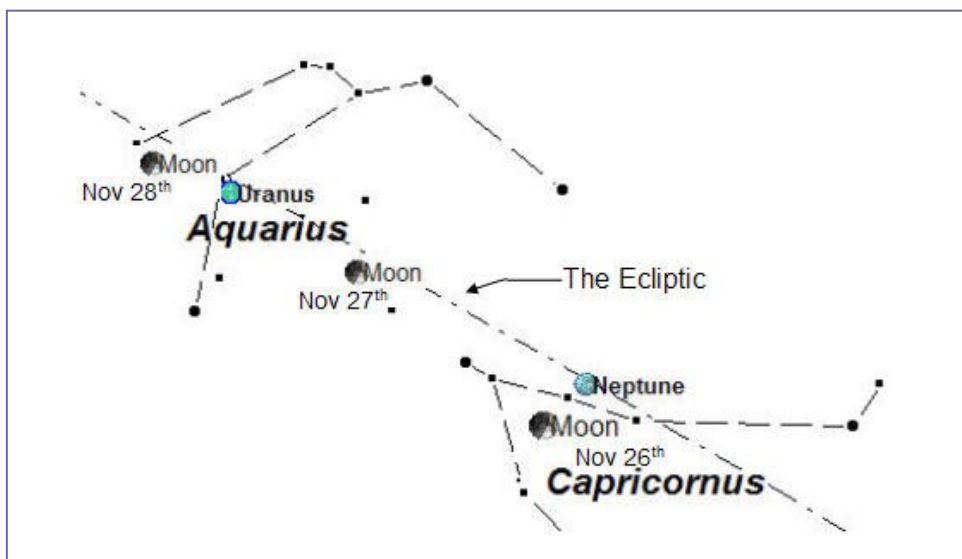 Moon
Nov 28th
Uranus
Aquarius
Moon
Nov 27th
The Ecliptic
Neptune
Moon
Nov 26th
Capricornus